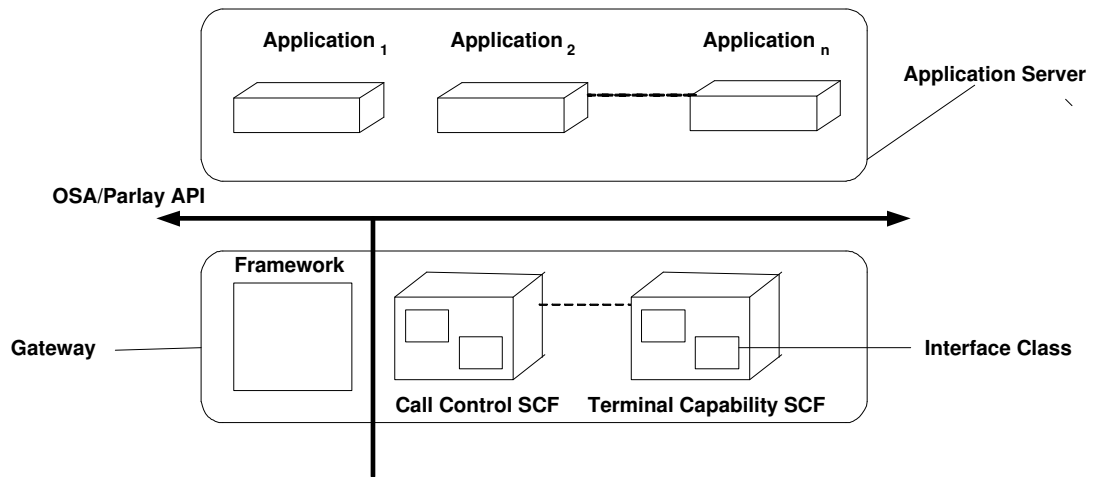 Application 1
Application 2
Application n
Application Server
OSA/Parlay API
Framework
Gateway
Interface Class
Call Control SCF
Terminal Capability SCF